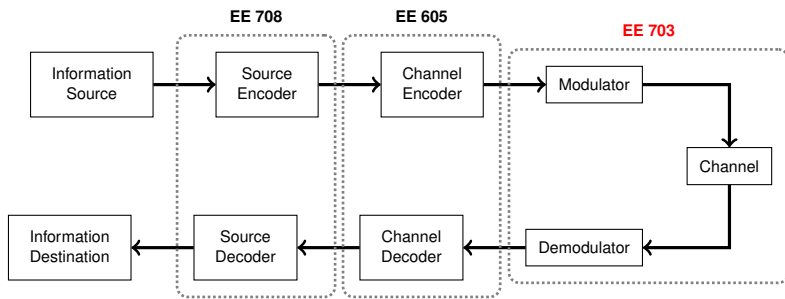 EE 708
EE 605
EE 703
Information
Source
Source
Encoder
Channel
Encoder
Modulator
Channel
Information
Destination
Source
Decoder
Channel
Decoder
Demodulator